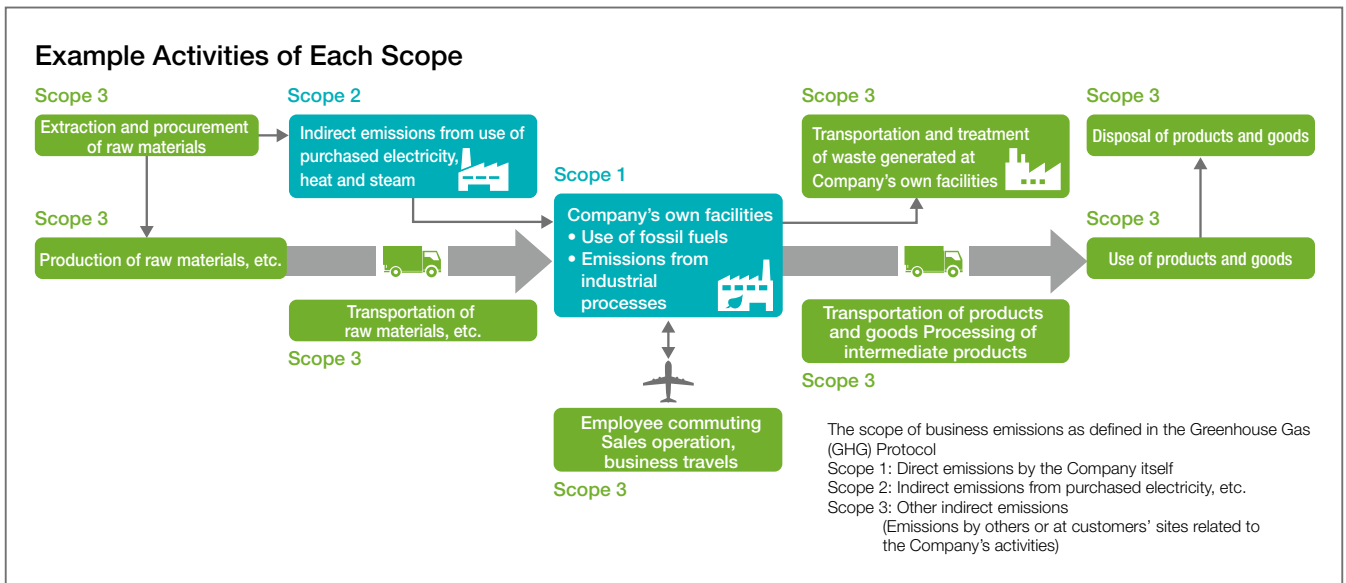 Example Activities of Each Scope
Scope 3
Extraction and procurement
of raw materials
Scope 2
Indirect emissions from use of
purchased electricity,
heat and steam
Scope 3
Production of raw materials, etc.
Transportation of
raw materials, etc.
Scope 3
Scope 1
Company's own facilities
• Use of fossil fuels
• Emissions from
industrial
processes
Employee commuting
Sales operation,
business travels
Scope 3
Scope 3
Transportation and treatment
of waste generated at
Company's own facilities
Transportation of products
and goods Processing of
intermediate products
Scope 3
Scope 3
Disposal of products and goods
Scope 3
Use of products and goods
The scope of business emissions as defined in the Greenhouse Gas
(GHG) Protocol
Scope 1: Direct emissions by the Company itself
Scope 2: Indirect emissions from purchased electricity, etc.
Scope 3: Other indirect emissions
(Emissions by others or at customers' sites related to
the Company's activities)